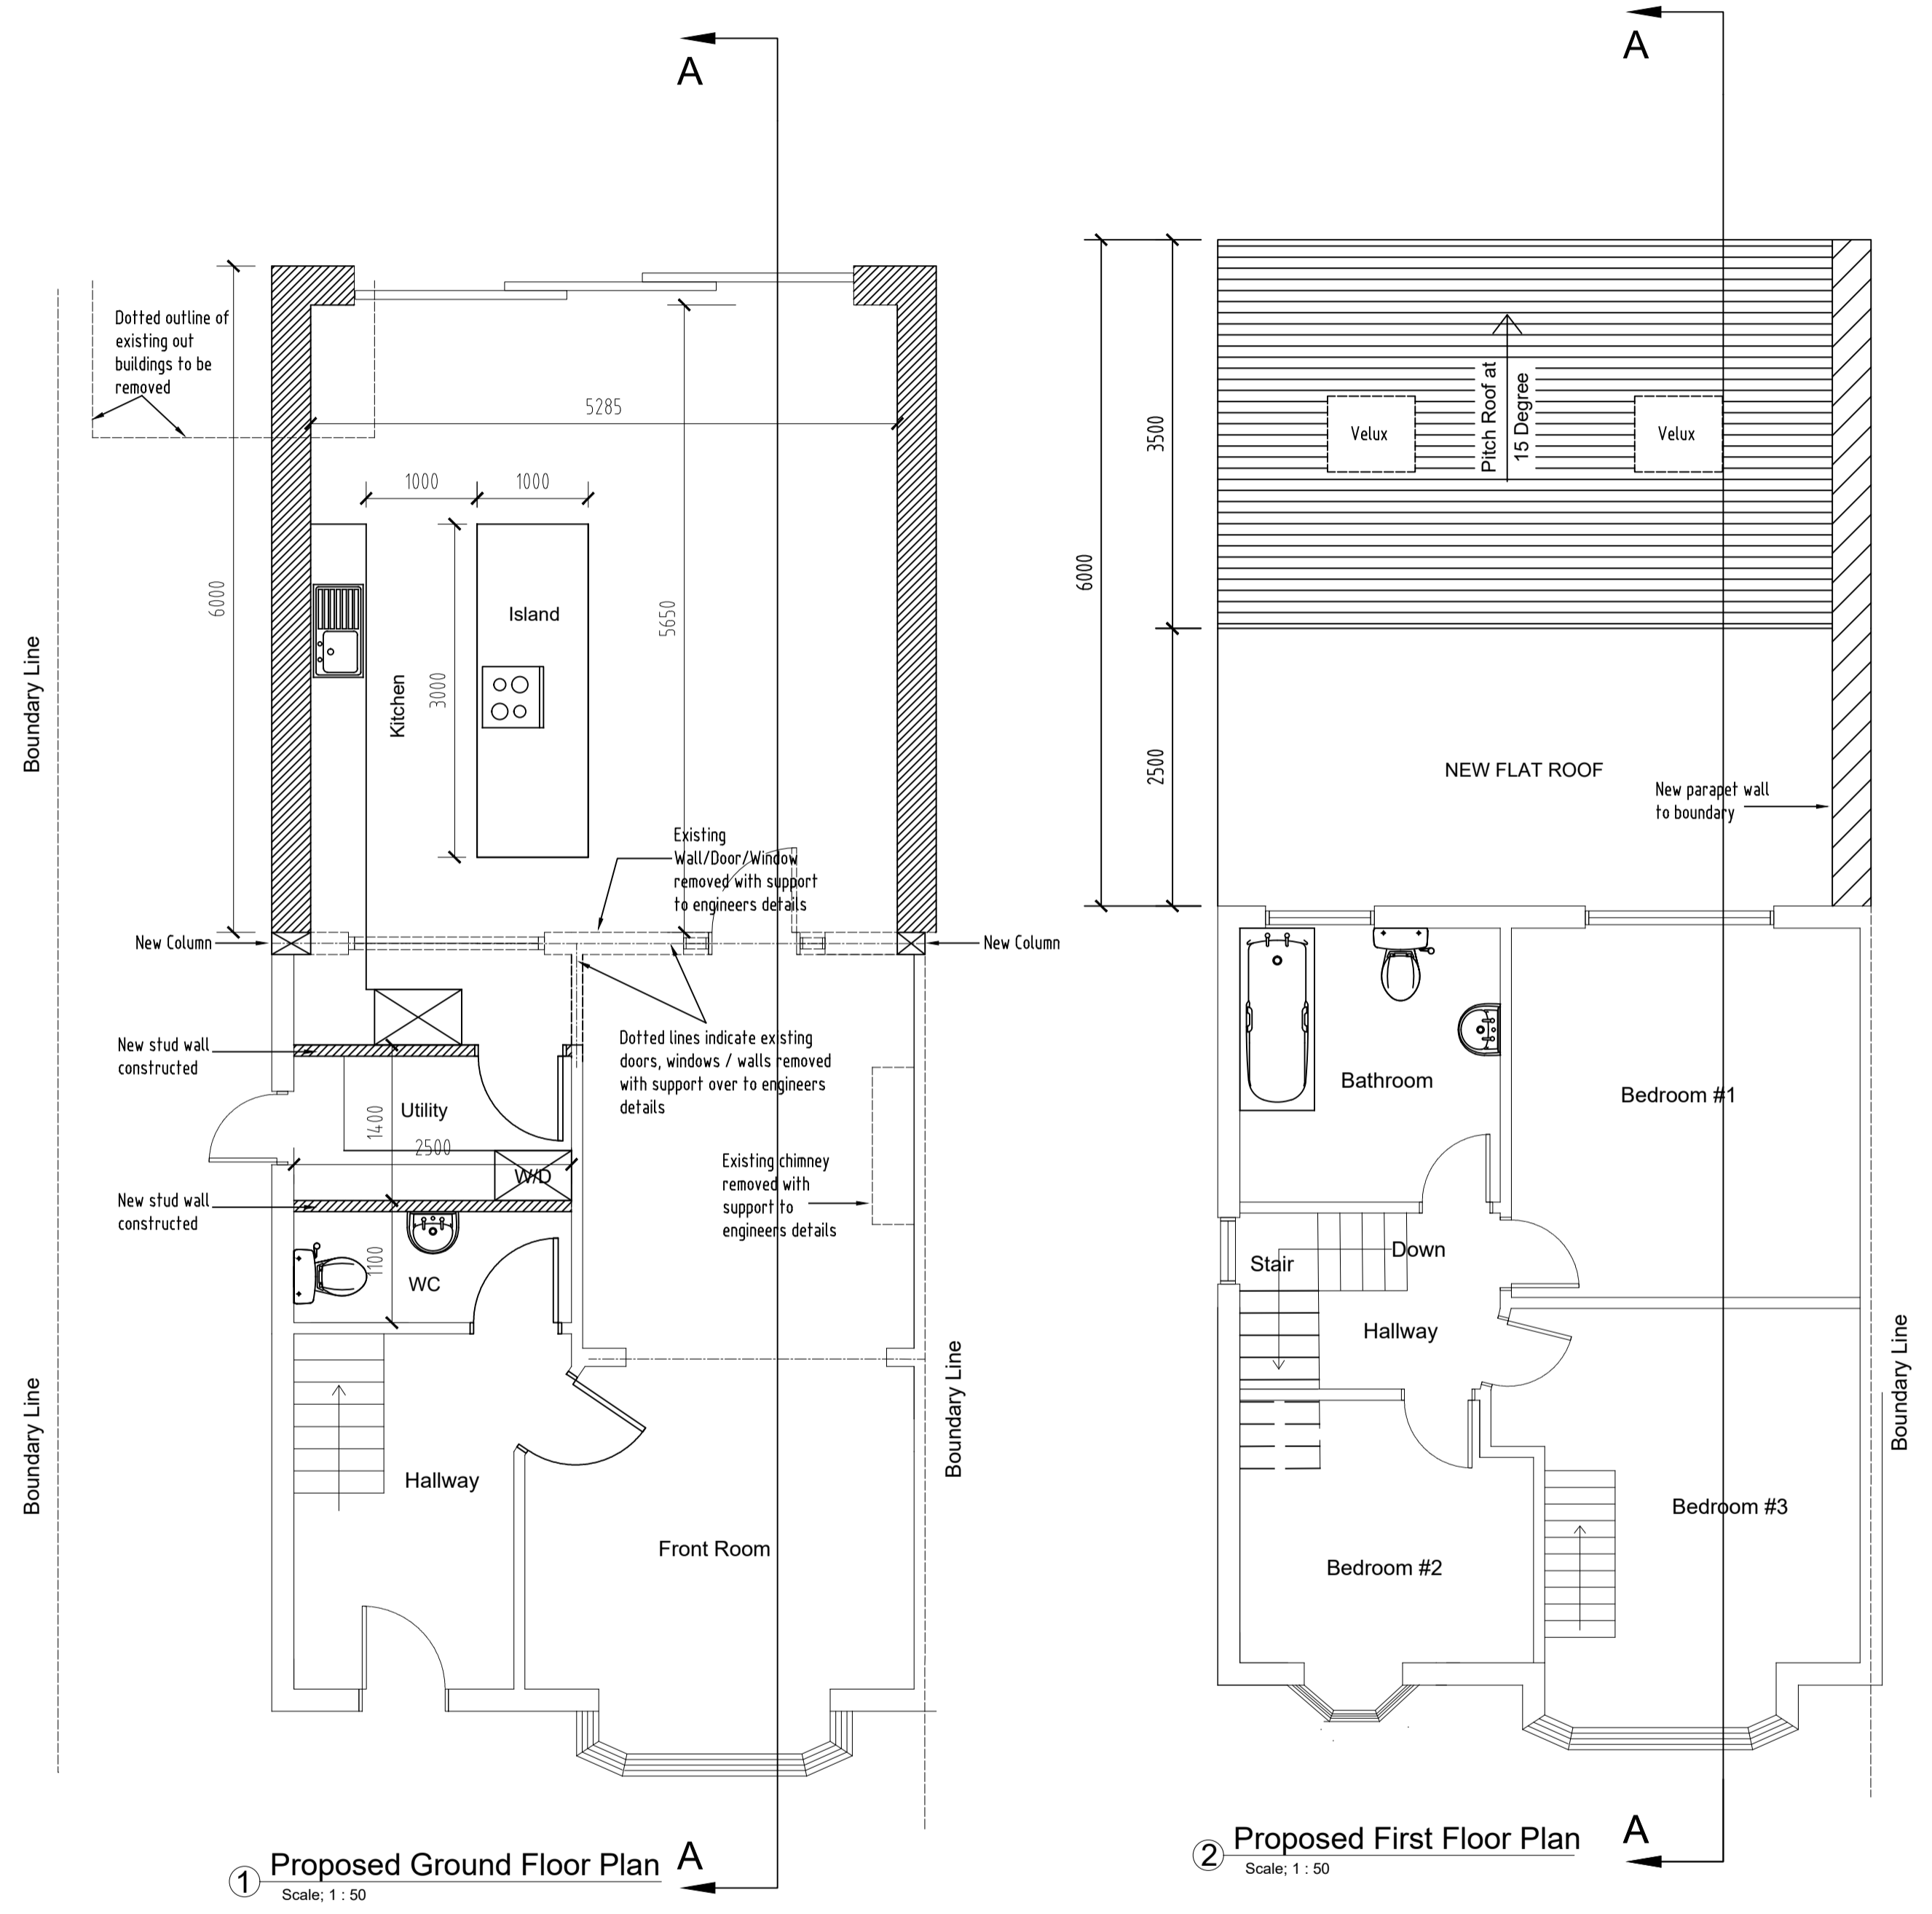 A
A
Dotted outline of
existing out
buildings to be
removed
5285
1000
1000
6000
Island
5650
Kitchen
3000
Boundary Line
Existing
Wall/Door/Window
removed with support
to engineers details
New Column
New Column
New stud wall
constructed
Dotted lines indicate existing
doors, windows / walls removed
with support over to engineers
details
Utility
1400
2500
W/D
Existing chimney
removed with
support to
engineers details
New stud wall
constructed
1100
WC
Boundary Line
Boundary Line
Hallway
Front Room
A
1
Proposed Ground Floor Plan
Scale; 1 : 50
6000
3500
2500
Velux
Pitch Roof at
15 Degree
Velux
NEW FLAT ROOF
New parapet wall
to boundary
Bathroom
Bedroom #1
Down
Stair
Hallway
Boundary Line
Bedroom #3
Bedroom #2
A
2
Proposed First Floor Plan
Scale; 1 : 50